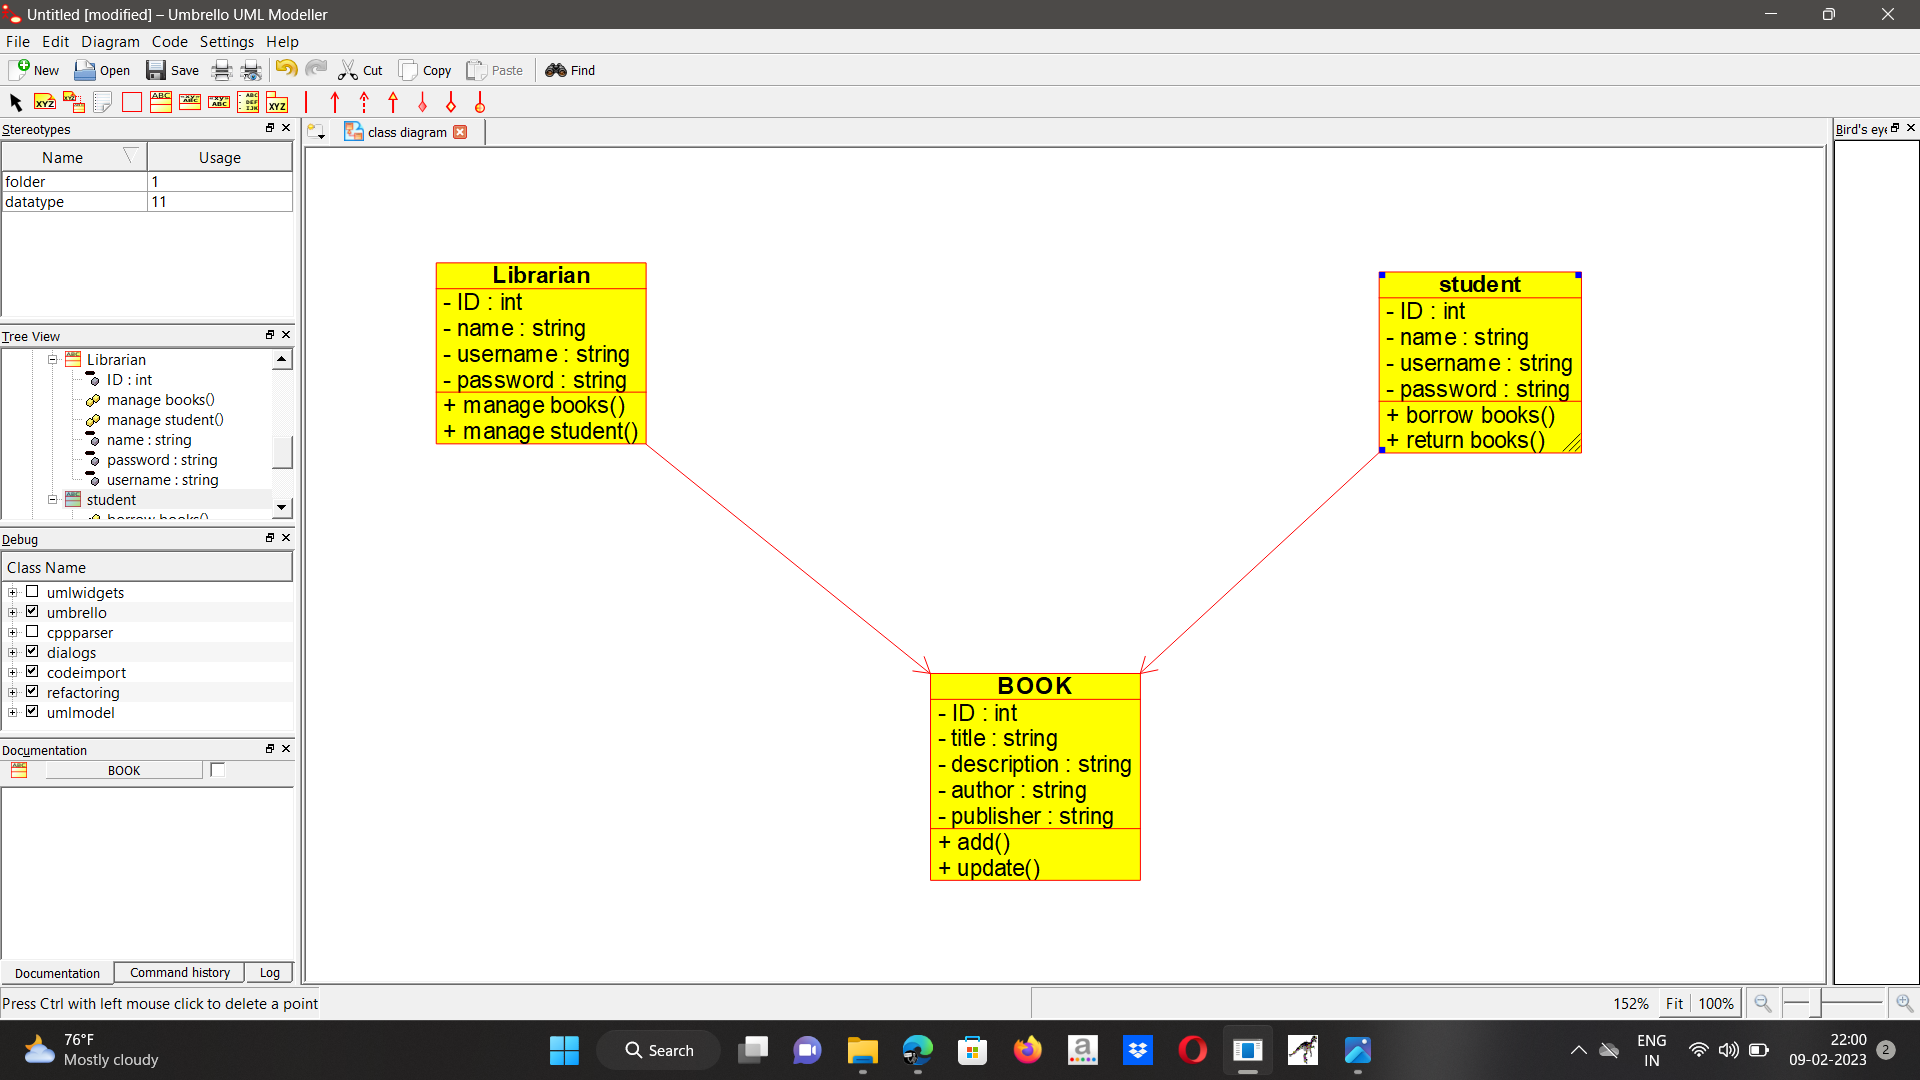 Untitled [modified] – Umbrello UML Modeller
File Edit Diagram Code Settings Help
New Open Save Cut Copy Paste Find
Stereotypes
Name Usage
folder 1
datatype 11
Tree View
Librarian
ID : int
manage books()
manage student()
name : string
password : string
username : string
student
borrow books()
Debug
Class Name
umlwidgets
umbrello
cppparser
dialogs
codeimport
refactoring
umlmodel
Documentation
BOOK
Documentation Command history Log
Press Ctrl with left mouse click to delete a point
class diagram
Librarian
- ID : int
- name : string
- username : string
- password : string
+ manage books()
+ manage student()
student
- ID : int
- name : string
- username : string
- password : string
+ borrow books()
+ return books()
BOOK
- ID : int
- title : string
- description : string
- author : string
- publisher : string
+ add()
+ update()
Bird's eye
152% Fit 100%
76°F
Mostly cloudy
Search
ENG
IN
22:00
09-02-2023
2